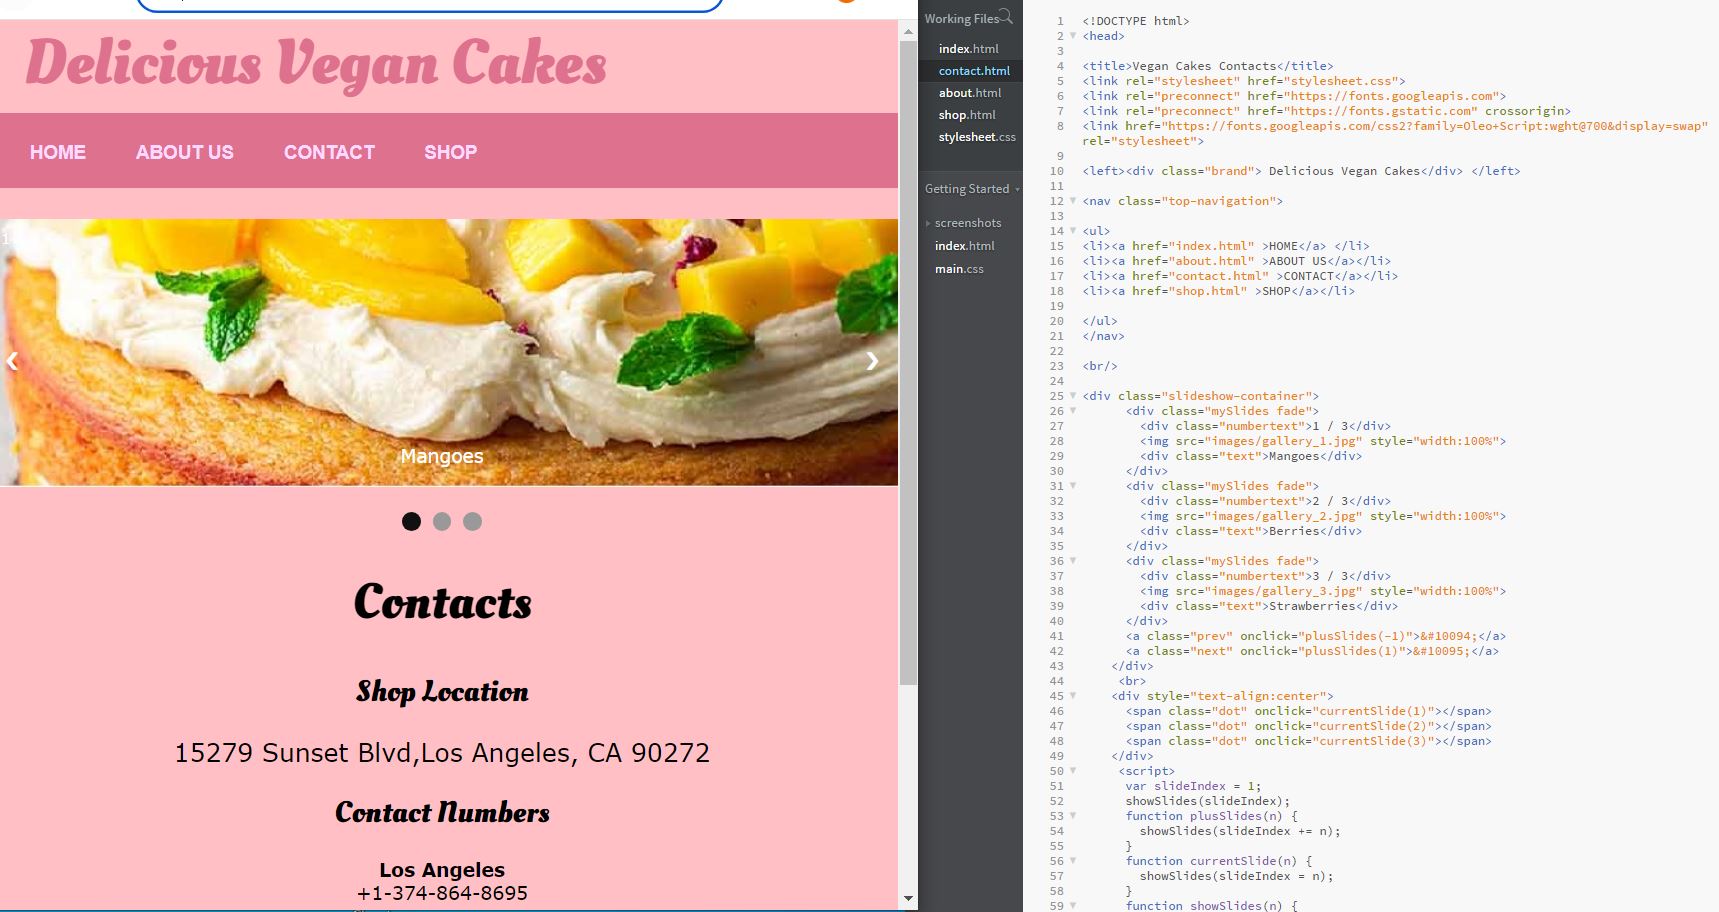 Delicious Vegan Cakes
HOME ABOUT US CONTACT SHOP
1
❮ ❯
Mangoes
Contacts
Shop Location
15279 Sunset Blvd,Los Angeles, CA 90272
Contact Numbers
Los Angeles
+1-374-864-8695
Working Files
index.html
contact.html
about.html
shop.html
stylesheet.css
Getting Started
screenshots
index.html
main.css
1 <!DOCTYPE html>
2 <head>
3
4 <title>Vegan Cakes Contacts</title>
5 <link rel="stylesheet" href="stylesheet.css">
6 <link rel="preconnect" href="https://fonts.googleapis.com">
7 <link rel="preconnect" href="https://fonts.gstatic.com" crossorigin>
8 <link href="https://fonts.googleapis.com/css2?family=Oleo+Script:wght@700&display=swap"
rel="stylesheet">
9
10 <left><div class="brand"> Delicious Vegan Cakes</div> </left>
11
12 <nav class="top-navigation">
13
14 <ul>
15 <li><a href="index.html" >HOME</a> </li>
16 <li><a href="about.html" >ABOUT US</a></li>
17 <li><a href="contact.html" >CONTACT</a></li>
18 <li><a href="shop.html" >SHOP</a></li>
19
20 </ul>
21 </nav>
22
23 <br/>
24
25 <div class="slideshow-container">
26 <div class="mySlides fade">
27 <div class="numbertext">1 / 3</div>
28 <img src="images/gallery_1.jpg" style="width:100%">
29 <div class="text">Mangoes</div>
30 </div>
31 <div class="mySlides fade">
32 <div class="numbertext">2 / 3</div>
33 <img src="images/gallery_2.jpg" style="width:100%">
34 <div class="text">Berries</div>
35 </div>
36 <div class="mySlides fade">
37 <div class="numbertext">3 / 3</div>
38 <img src="images/gallery_3.jpg" style="width:100%">
39 <div class="text">Strawberries</div>
40 </div>
41 <a class="prev" onclick="plusSlides(-1)">&#10094;</a>
42 <a class="next" onclick="plusSlides(1)">&#10095;</a>
43 </div>
44 <br>
45 <div style="text-align:center">
46 <span class="dot" onclick="currentSlide(1)"></span>
47 <span class="dot" onclick="currentSlide(2)"></span>
48 <span class="dot" onclick="currentSlide(3)"></span>
49 </div>
50 <script>
51 var slideIndex = 1;
52 showSlides(slideIndex);
53 function plusSlides(n) {
54 showSlides(slideIndex += n);
55 }
56 function currentSlide(n) {
57 showSlides(slideIndex = n);
58 }
59 function showSlides(n) {